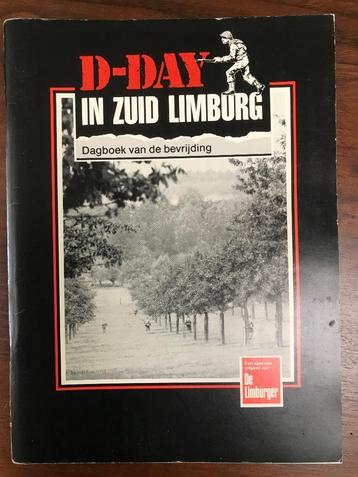 D-DAY
IN ZUID LIMBURG
Dagboek van de bevrijding
Een speciale
uitgave van
De
Limburger